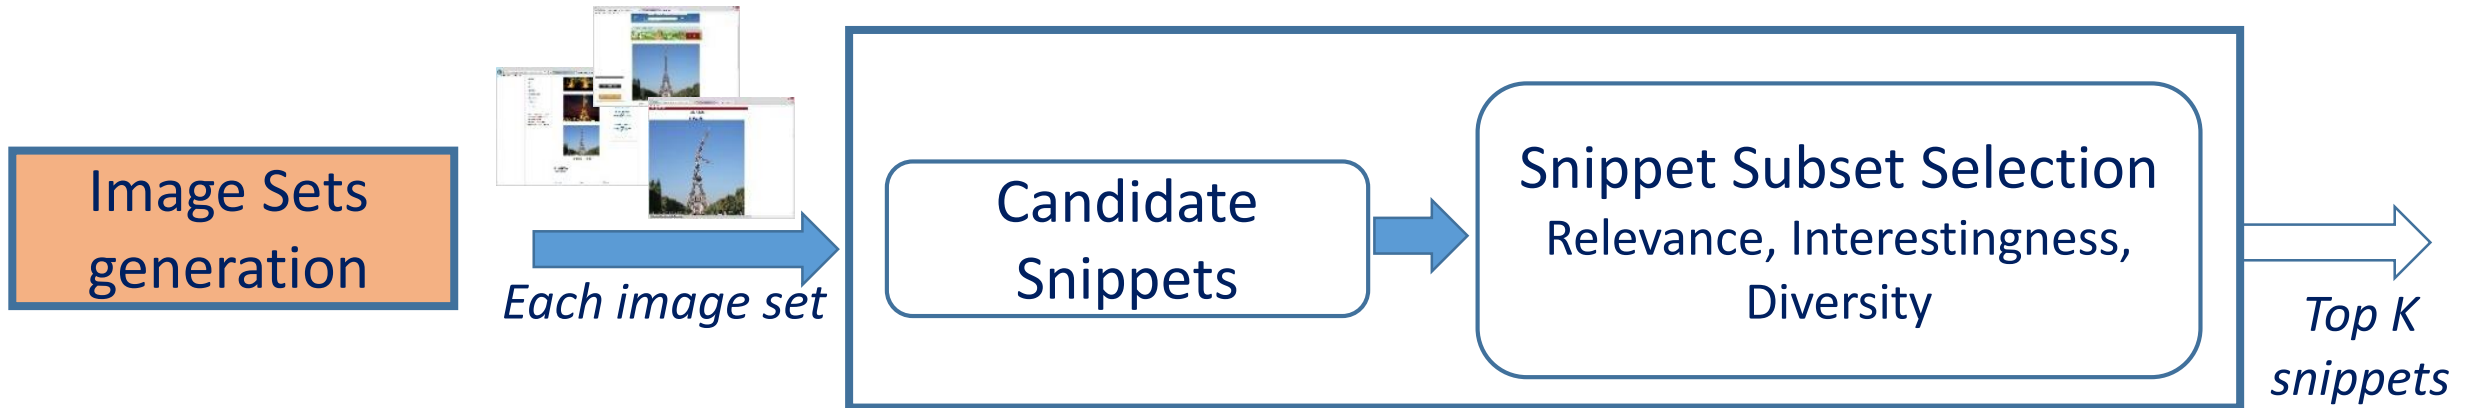 Image Sets
generation
Each image set
Candidate
Snippets
Snippet Subset Selection
Relevance, Interestingness,
Diversity
Top K
snippets